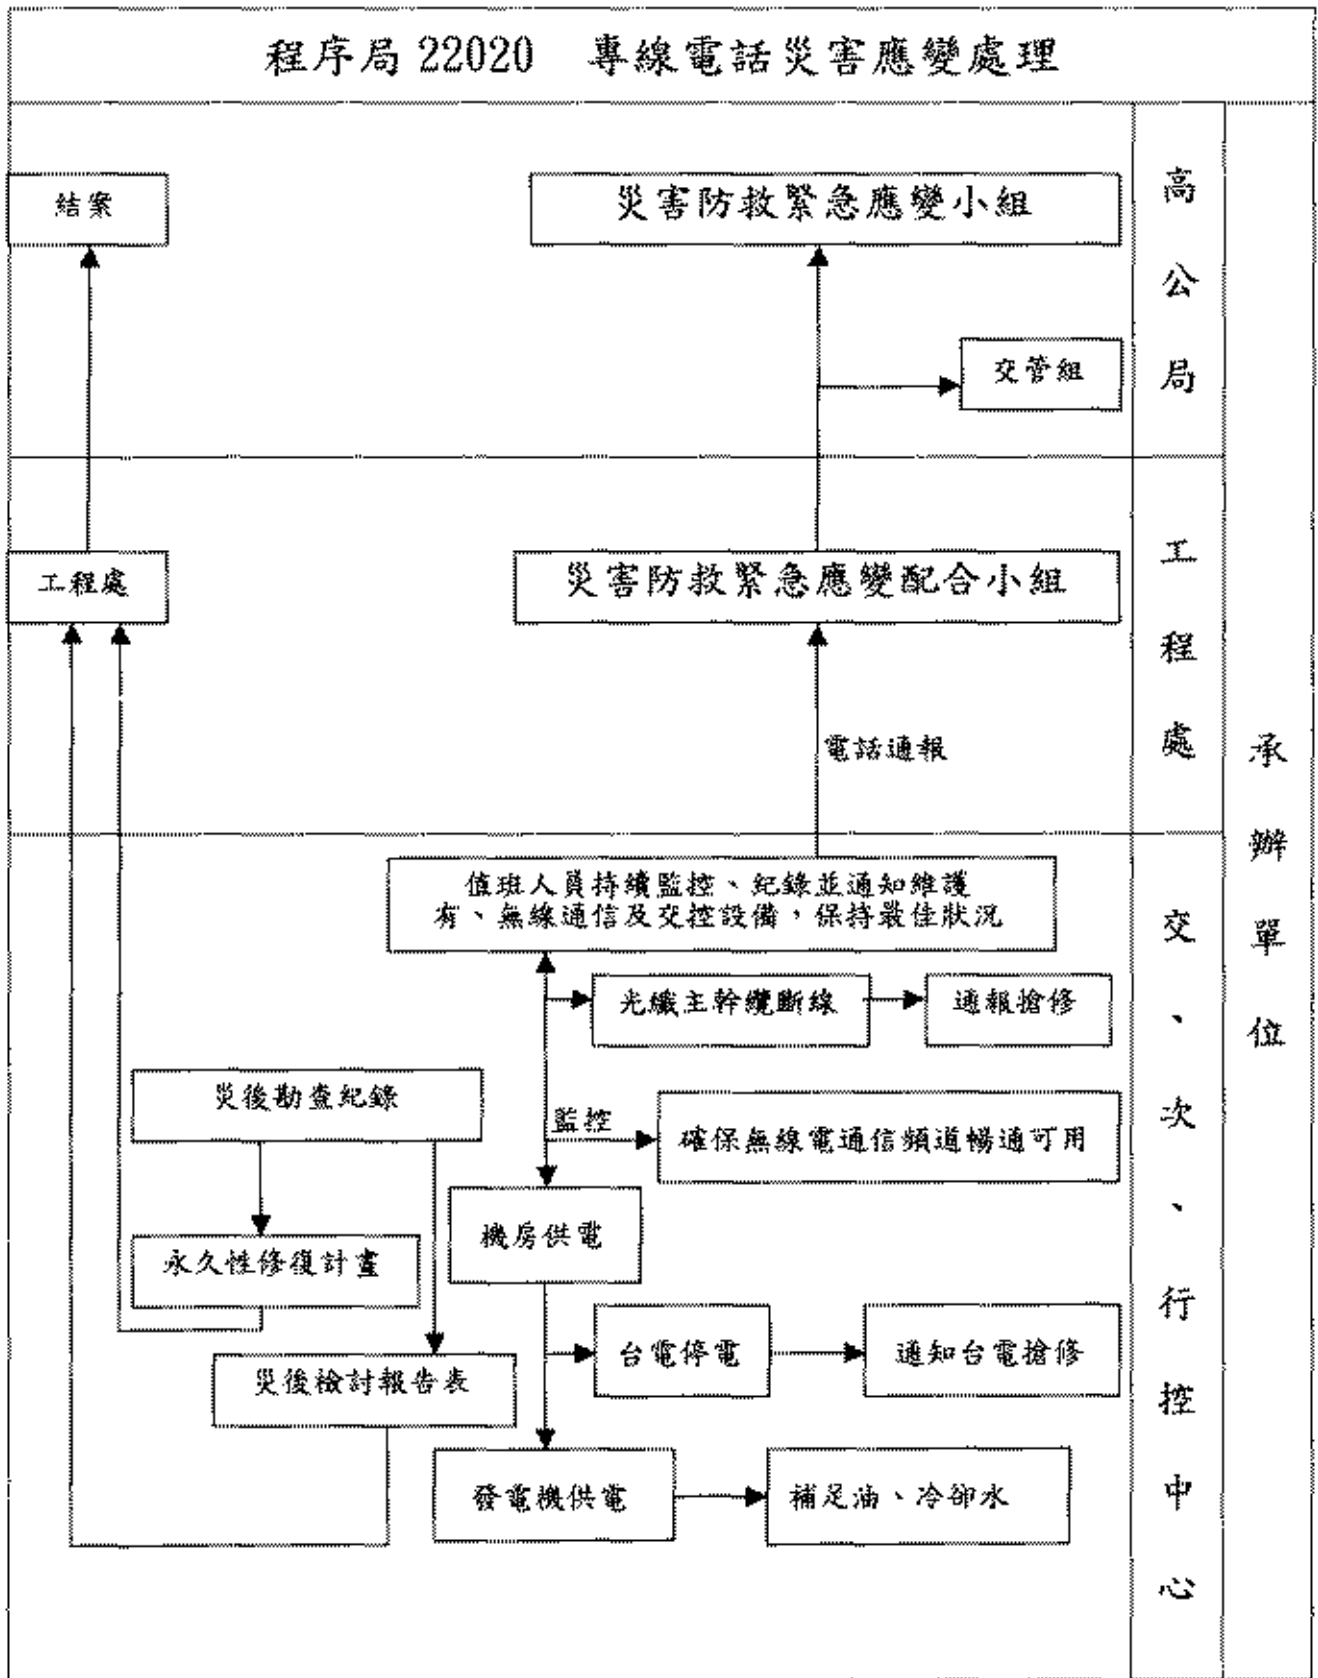 程序局 22020 專線電話災害應變處理
結案
災害防救緊急應變小組
交管組
高公局
工程處
災害防救緊急應變配合小組
電話通報
工程處
承辦單位
值班人員持續監控、紀錄並通知維護
有、無線通信及交控設備，保持最佳狀況
光纖主幹纜斷線
通報搶修
災後勘查紀錄
監控
確保無線電通信頻道暢通可用
機房供電
永久性修復計畫
台電停電
通知台電搶修
災後檢討報告表
發電機供電
補足油、冷卻水
交、次、行控中心